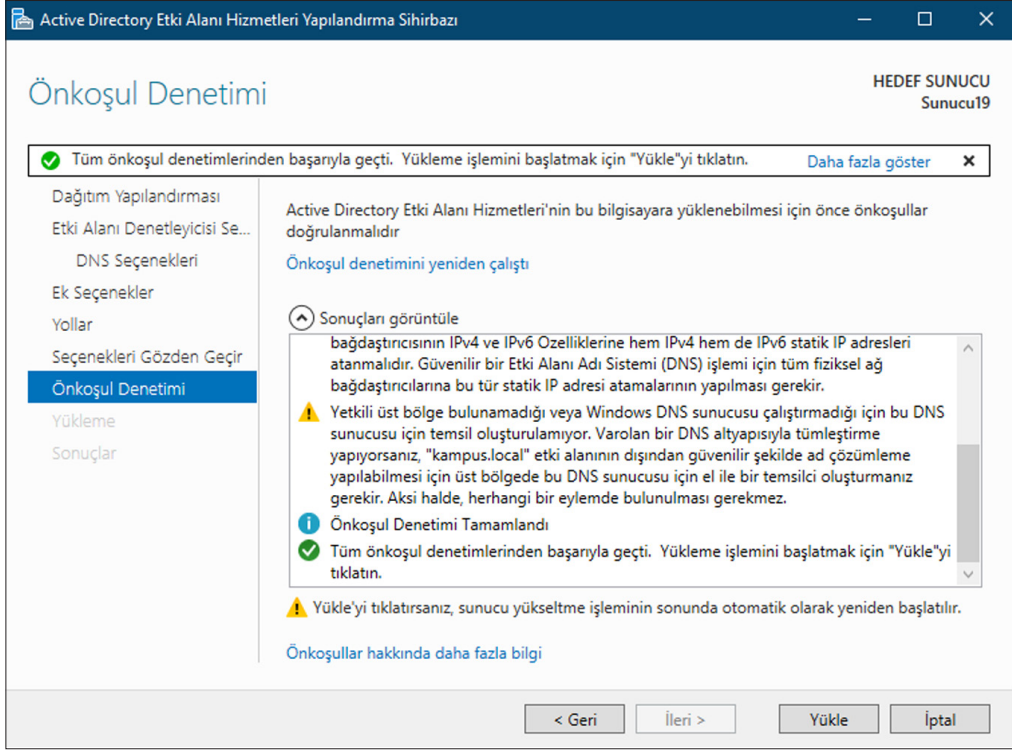 Active Directory Etki Alanı Hizmetleri Yapılandırma Sihirbazı
Önkoşul Denetimi
HEDEF SUNUCU
Sunucu19
Tüm önkoşul denetimlerinden başarıyla geçti. Yükleme işlemini başlatmak için "Yükle"yi tıklatın.
Daha fazla göster
Dağıtım Yapılandırması
Etki Alanı Denetleyicisi Se...
DNS Seçenekleri
Ek Seçenekler
Yollar
Seçenekleri Gözden Geçir
Önkoşul Denetimi
Yükleme
Sonuçlar
Active Directory Etki Alanı Hizmetleri'nin bu bilgisayara yüklenebilmesi için önce önkoşullar
doğrulanmalıdır
Önkoşul denetimini yeniden çalıştı
Sonuçları görüntüle
bağdaştırıcısının IPv4 ve IPv6 Özelliklerine hem IPv4 hem de IPv6 statik IP adresleri
atanmalıdır. Güvenilir bir Etki Alanı Adı Sistemi (DNS) işlemi için tüm fiziksel ağ
bağdaştırıcılarına bu tür statik IP adresi atamalarının yapılması gerekir.
Yetkili üst bölge bulunamadığı veya Windows DNS sunucusu çalıştırmadığı için bu DNS
sunucusu için temsil oluşturulamıyor. Varolan bir DNS altyapısıyla tümleştirme
yapıyorsanız, "kampus.local" etki alanının dışından güvenilir şekilde ad çözümleme
yapılabilmesi için üst bölgede bu DNS sunucusu için el ile bir temsilci oluşturmanız
gerekir. Aksi halde, herhangi bir eylemde bulunulması gerekmez.
Önkoşul Denetimi Tamamlandı
Tüm önkoşul denetimlerinden başarıyla geçti. Yükleme işlemini başlatmak için "Yükle"yi
tıklatın.
Yükle'yi tıklatırsanız, sunucu yükseltme işleminin sonunda otomatik olarak yeniden başlatılır.
Önkoşullar hakkında daha fazla bilgi
< Geri
İleri >
Yükle
İptal